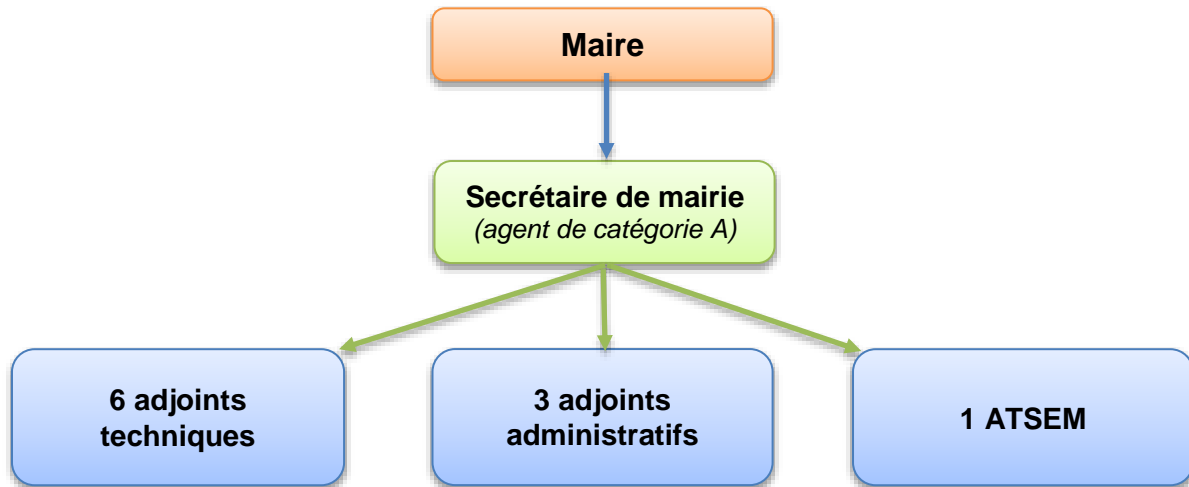 Maire
Secrétaire de mairie
(agent de catégorie A)
6 adjoints
techniques
3 adjoints
administratifs
1 ATSEM